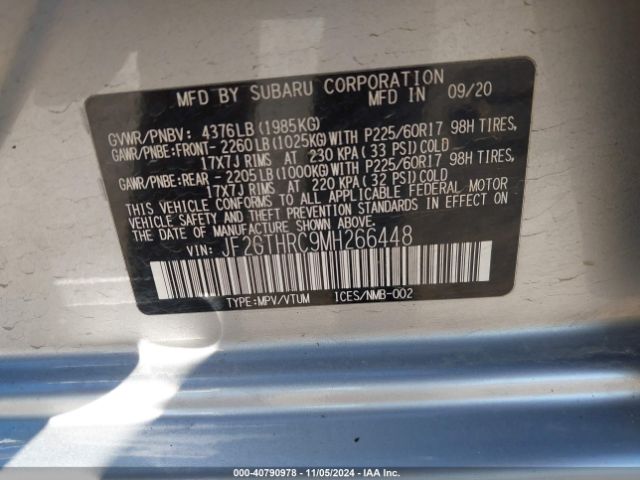 MFD BY SUBARU CORPORATION
MFD IN 09/20
GVWR/PNBV: 4376LB(1985KG)
GAWR/PNBE:FRONT- 2260LB(1025KG)WITH P225/60R17 98H TIRES,
17X7J RIMS AT 230 KPA(33 PSI)COLD
GAWR/PNBE:REAR - 2205LB(1000KG)WITH P225/60R17 98H TIRES,
17X7J RIMS AT 220 KPA(32 PSI)COLD
THIS VEHICLE CONFORMS TO ALL APPLICABLE FEDERAL MOTOR
VEHICLE SAFETY AND THEFT PREVENTION STANDARDS IN EFFECT ON
THE DATE OF MANUFACTURE SHOWN ABOVE.
VIN: JF2GTHRC9MH266448
TYPE:MPV/VTUM ICES/NMB-002
00-40790978 - 11/05/2024 - IAA Inc.